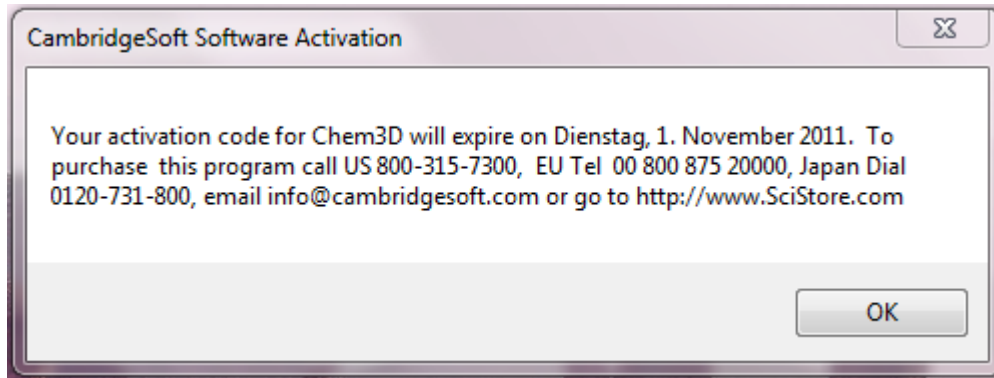 CambridgeSoft Software Activation
Your activation code for Chem3D will expire on Dienstag, 1. November 2011.  To
purchase  this program call US 800-315-7300,  EU Tel  00 800 875 20000, Japan Dial
0120-731-800, email info@cambridgesoft.com or go to http://www.SciStore.com
OK